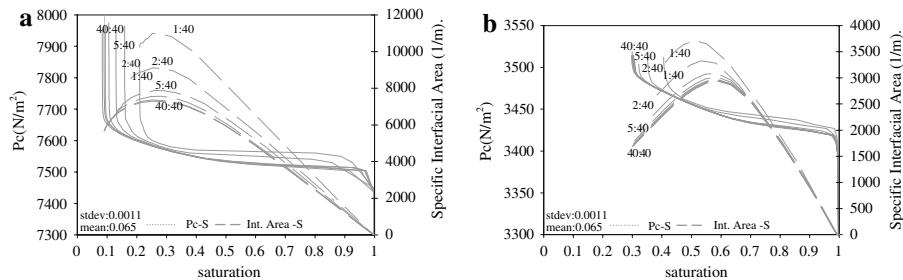 a
8000
7900
7800
7700
7600
7500
7400
7300
Pc(N/m²)
12000
10000
8000
6000
4000
2000
0
Specific Interfacial Area (1/m).
40:40
5:40
2:40
1:40
1:40
2:40
5:40
40:40
stdev:0.0011
mean:0.065
Pc-S
Int. Area -S
0 0.1 0.2 0.3 0.4 0.5 0.6 0.7 0.8 0.9 1
saturation
b
3550
3500
3450
3400
3350
3300
Pc(N/m²)
4000
3500
3000
2500
2000
1500
1000
500
0
Specific Interfacial Area (1/m).
40:40
5:40
2:40
1:40
1:40
2:40
5:40
40:40
stdev:0.0011
mean:0.065
Pc-S
Int. Area -S
0 0.1 0.2 0.3 0.4 0.5 0.6 0.7 0.8 0.9 1
saturation